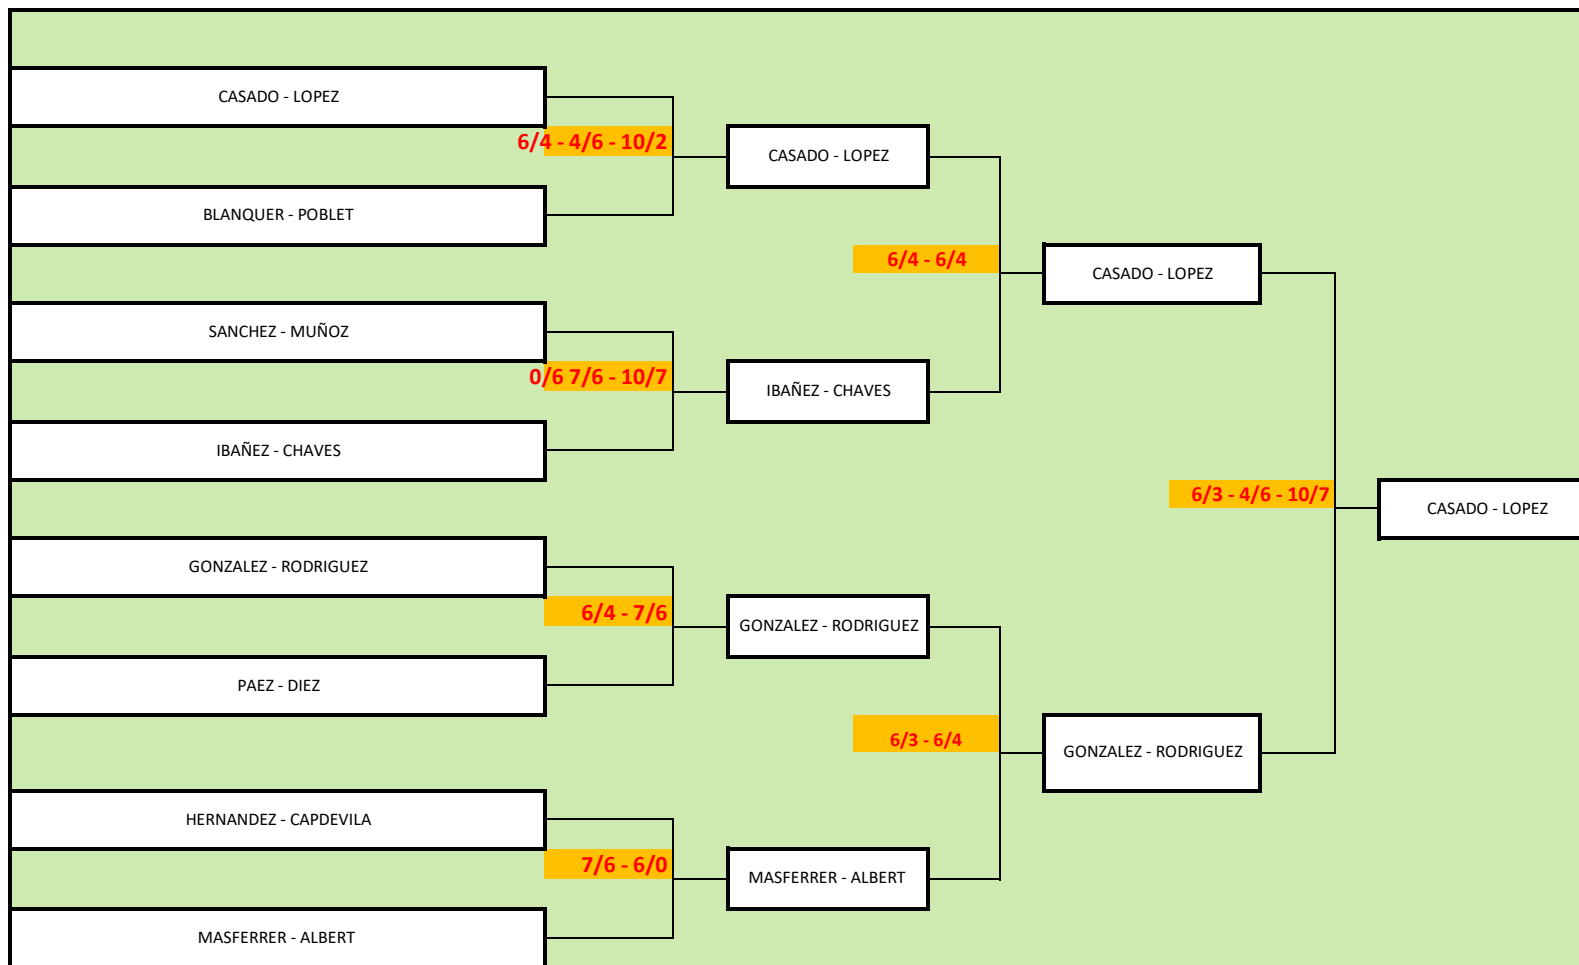 CASADO - LOPEZ
6/4 - 4/6 - 10/2
CASADO - LOPEZ
BLANQUER - POBLET
6/4 - 6/4
CASADO - LOPEZ
SANCHEZ - MUÑOZ
0/6 7/6 - 10/7
IBAÑEZ - CHAVES
IBAÑEZ - CHAVES
6/3 - 4/6 - 10/7
CASADO - LOPEZ
GONZALEZ - RODRIGUEZ
6/4 - 7/6
GONZALEZ - RODRIGUEZ
PAEZ - DIEZ
6/3 - 6/4
GONZALEZ - RODRIGUEZ
HERNANDEZ - CAPDEVILA
7/6 - 6/0
MASFERRER - ALBERT
MASFERRER - ALBERT